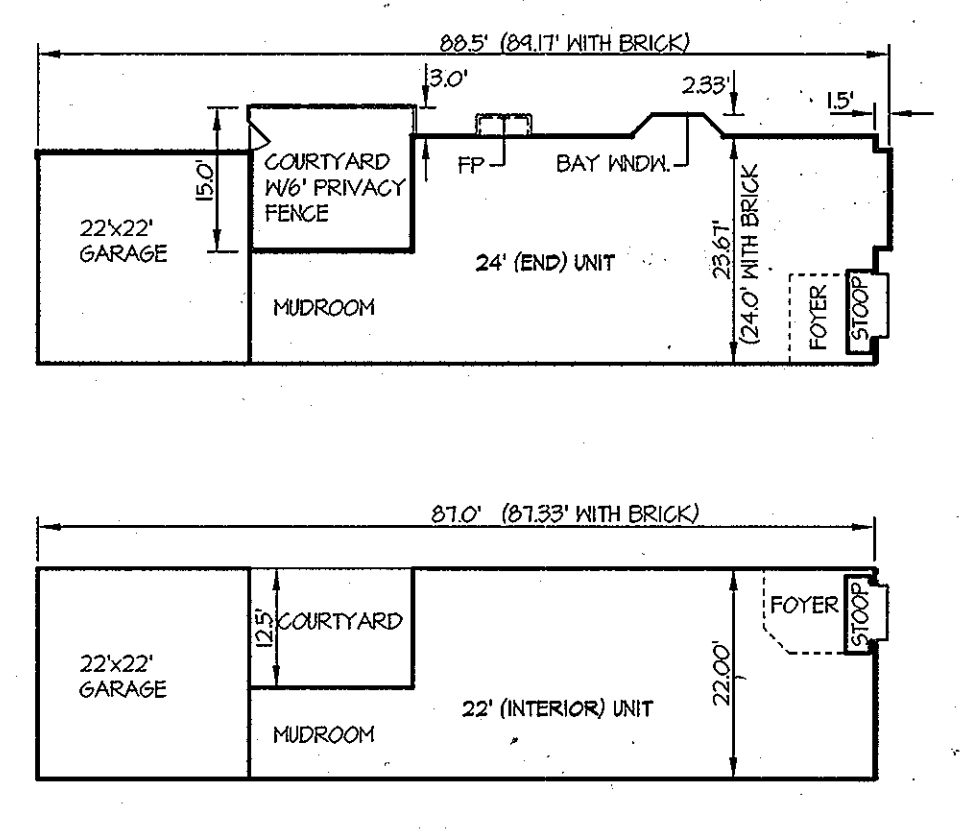 88.5' (89.17' WITH BRICK)
3.0'
2.33'
1.5'
15.0'
COURTYARD
W/6' PRIVACY
FENCE
FP
BAY WNDW.
22'x22'
GARAGE
24' (END) UNIT
23.67'
(24.0' WITH BRICK
MUDROOM
FOYER
STOOP
87.0' (87.33' WITH BRICK)
12.5'
COURTYARD
FOYER
STOOP
22'x22'
GARAGE
22' (INTERIOR) UNIT
22.00'
MUDROOM